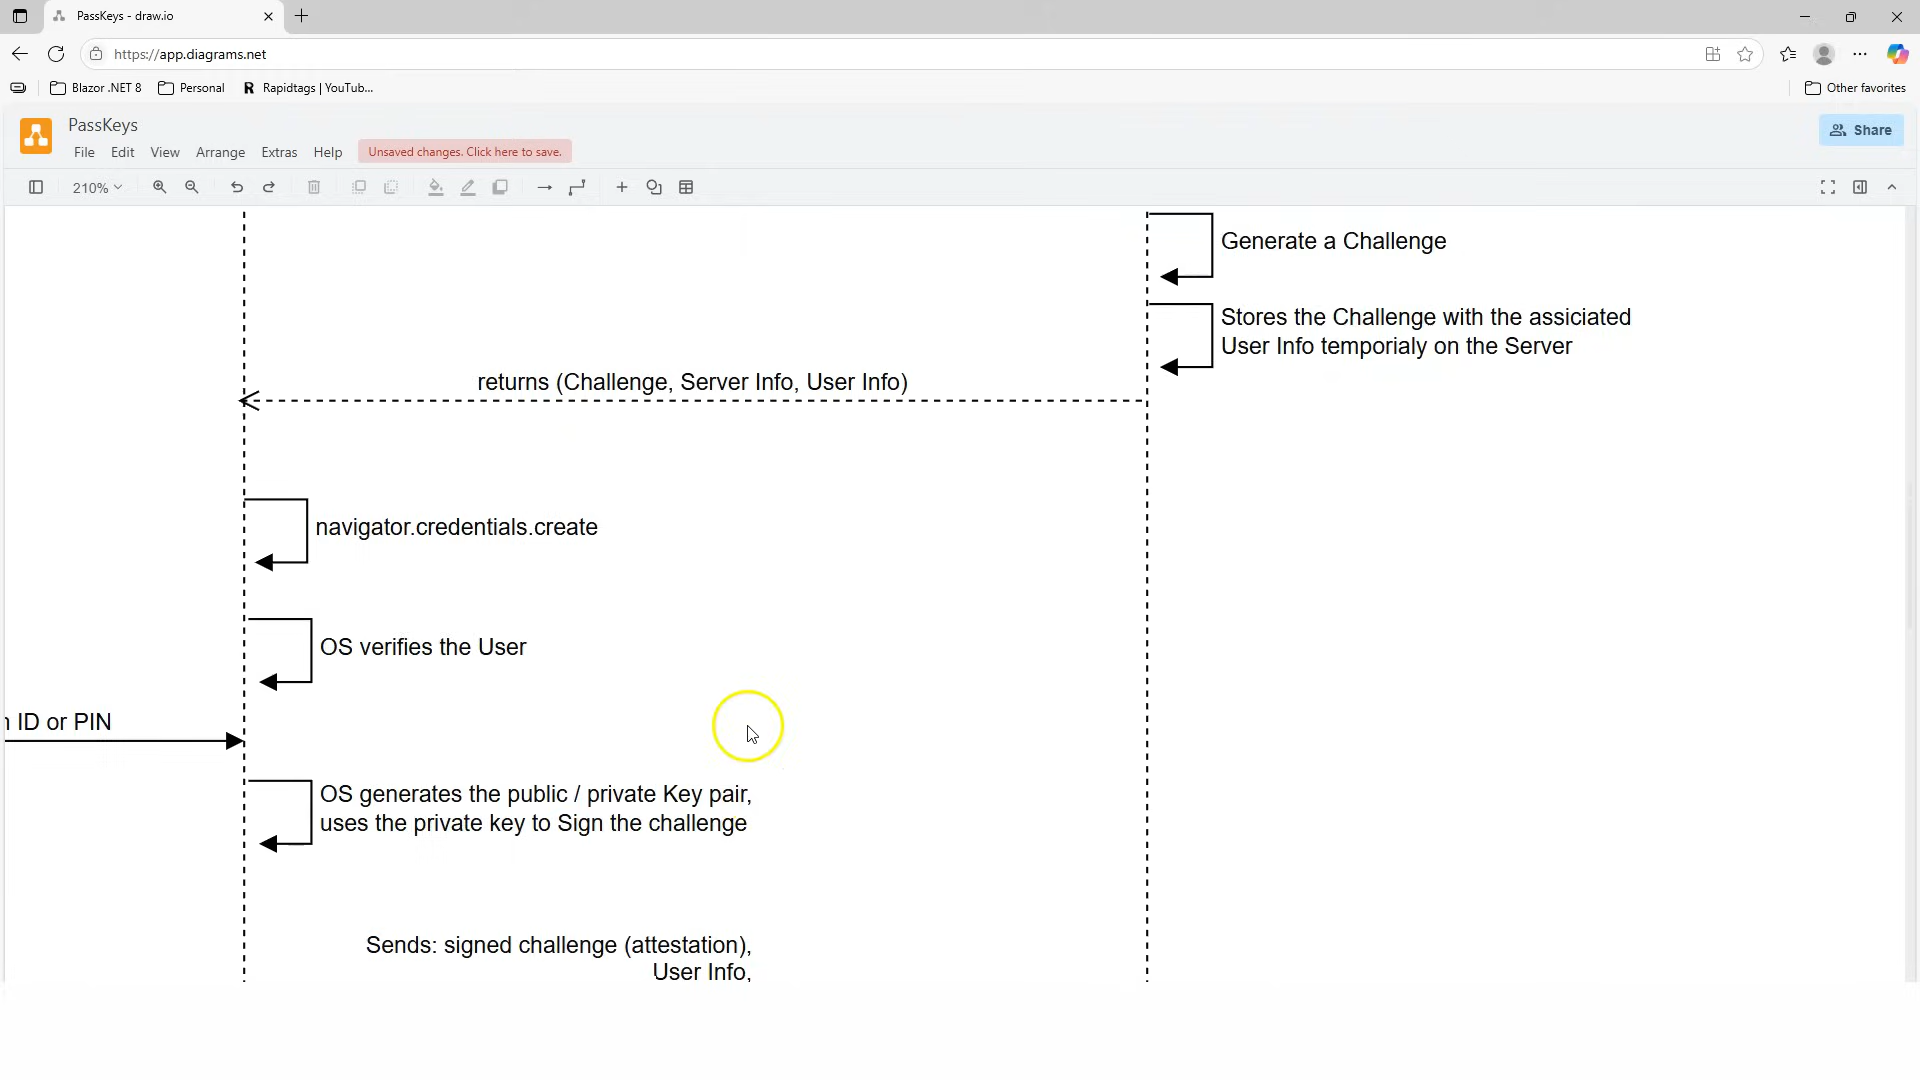 PassKeys - draw.io
https://app.diagrams.net
Blazor .NET 8
Personal
R Rapidtags | YouTub...
Other favorites
PassKeys
Share
File Edit View Arrange Extras Help
Unsaved changes. Click here to save.
210%
Generate a Challenge
Stores the Challenge with the assiciated
User Info temporialy on the Server
returns (Challenge, Server Info, User Info)
navigator.credentials.create
OS verifies the User
ID or PIN
OS generates the public / private Key pair,
uses the private key to Sign the challenge
Sends: signed challenge (attestation),
User Info,